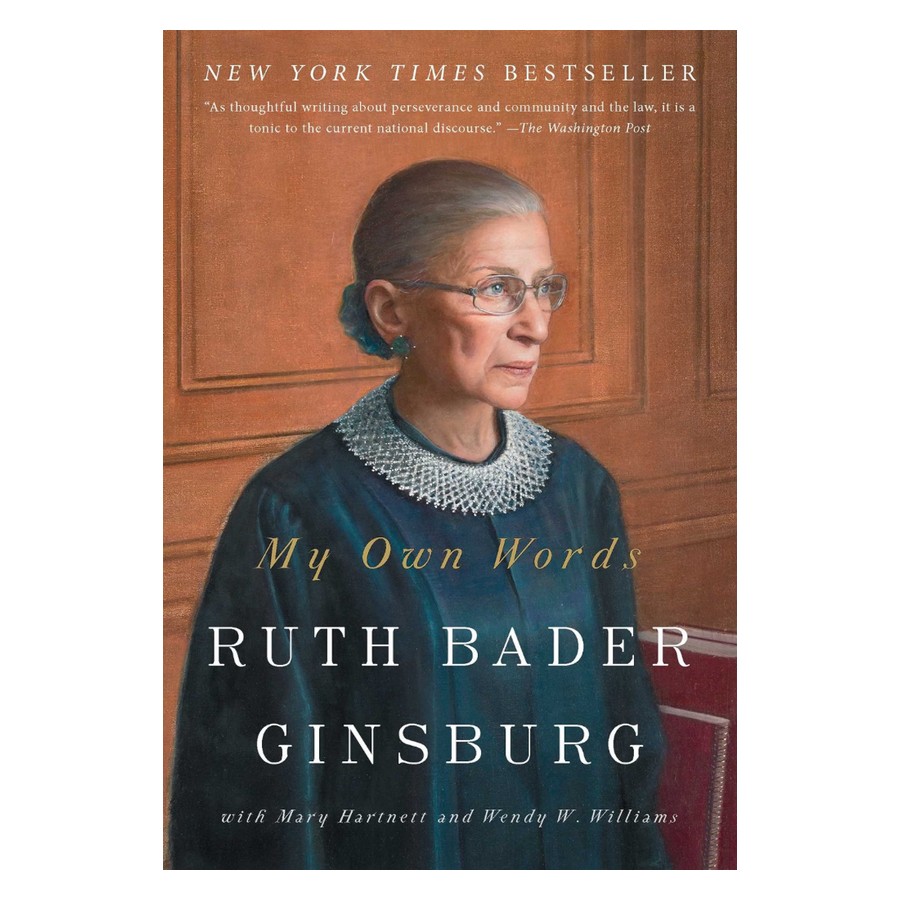 NEW YORK TIMES BESTSELLER
“As thoughtful writing about perseverance and community and the law, it is a
tonic to the current national discourse.” —The Washington Post
My Own Words
RUTH BADER
GINSBURG
with Mary Hartnett and Wendy W. Williams